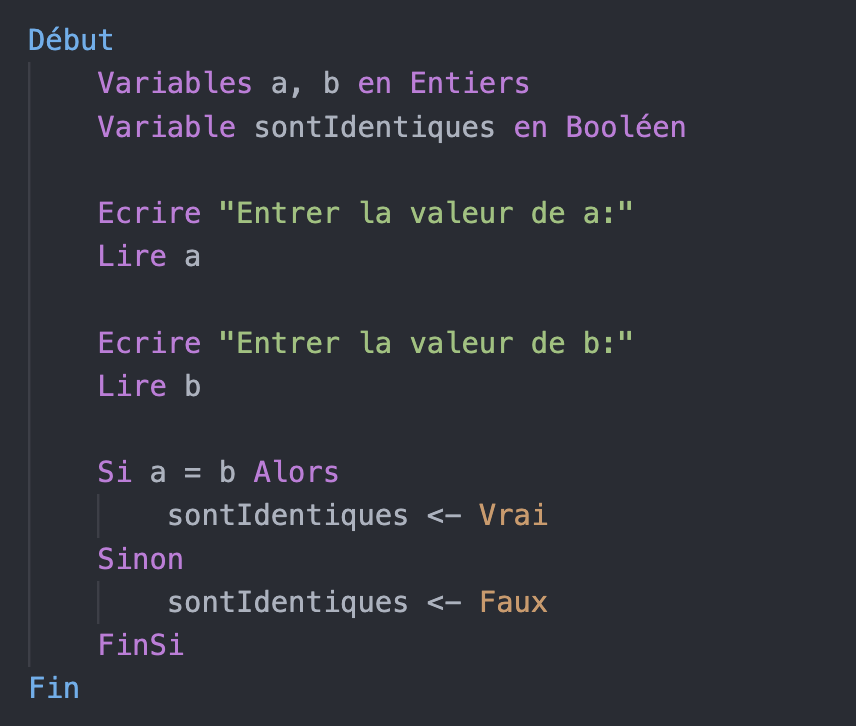 Début
Variables a, b en Entiers
Variable sontIdentiques en Booléen
Ecrire "Entrer la valeur de a:"
Lire a
Ecrire "Entrer la valeur de b:"
Lire b
Si a = b Alors
sontIdentiques <- Vrai
Sinon
sontIdentiques <- Faux
FinSi
Fin